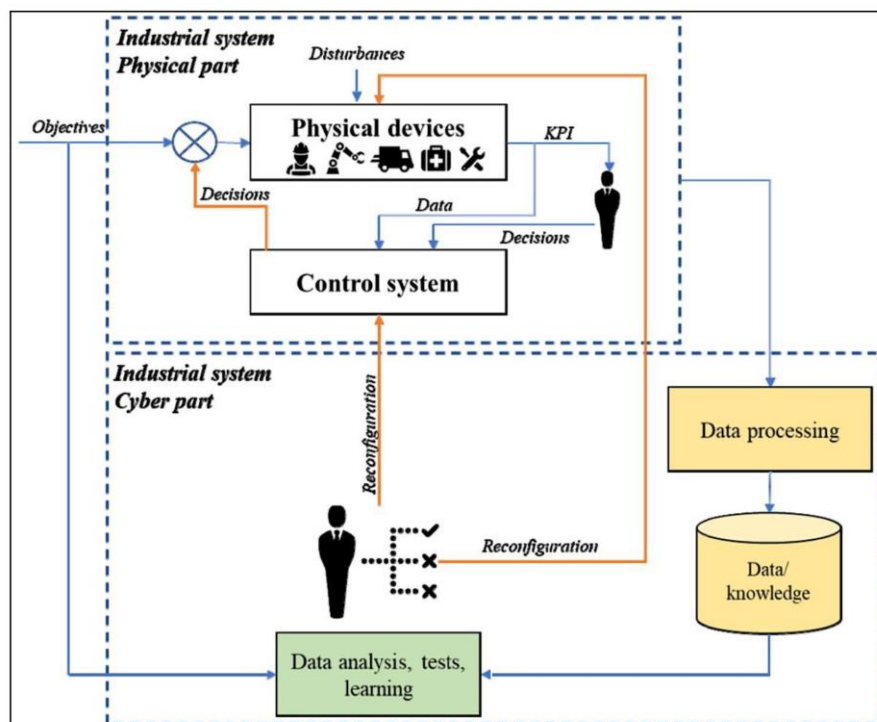 Industrial system
Physical part
Disturbances
Objectives
Physical devices
KPI
Decisions
Data
Decisions
Control system
Industrial system
Cyber part
Reconfiguration
Data processing
Reconfiguration
Data/
knowledge
Data analysis, tests,
learning